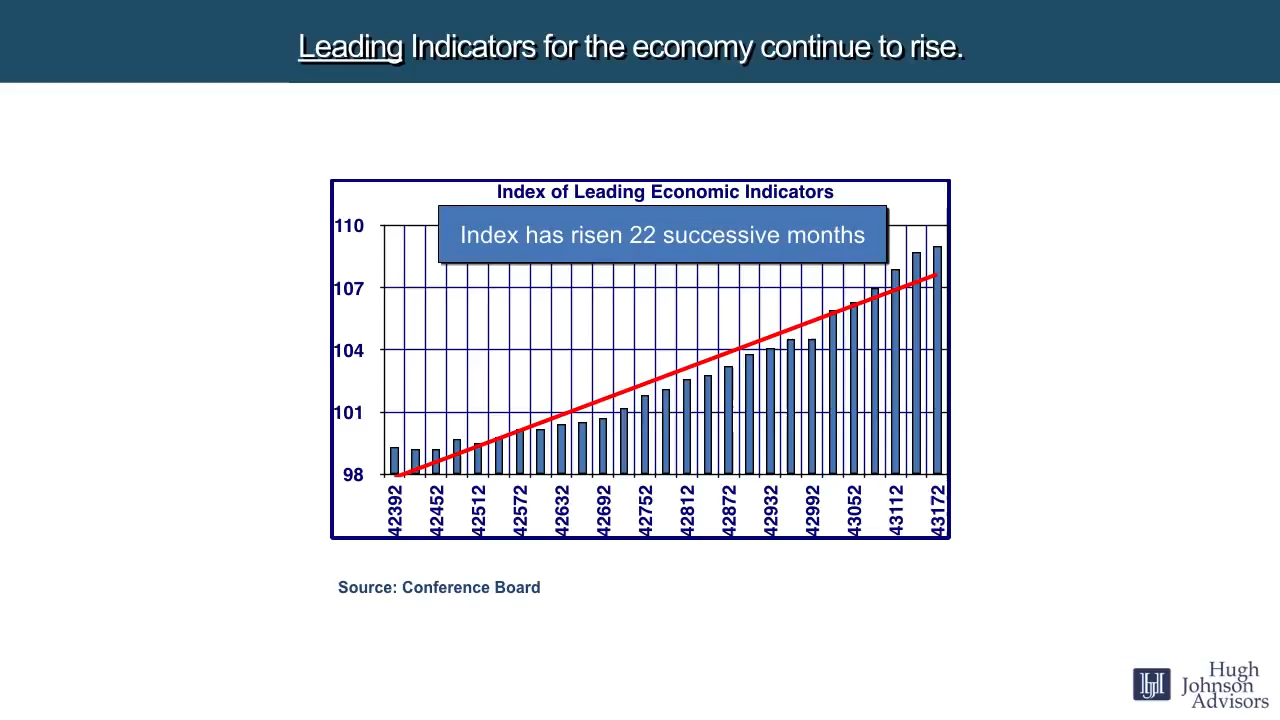 Leading Indicators for the economy continue to rise.
Index of Leading Economic Indicators
Index has risen 22 successive months
110
107
104
101
98
42392
42452
42512
42572
42632
42692
42752
42812
42872
42932
42992
43052
43112
43172
Source: Conference Board
HJ
Hugh
Johnson
Advisors